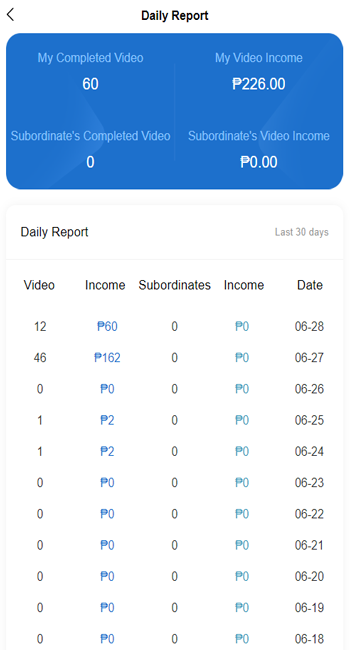 Daily Report
My Completed Video My Video Income
60 ₱226.00
Subordinate's Completed Video Subordinate's Video Income
0 ₱0.00
Daily Report Last 30 days
Video Income Subordinates Income Date
12 ₱60 0 ₱0 06-28
46 ₱162 0 ₱0 06-27
0 ₱0 0 ₱0 06-26
1 ₱2 0 ₱0 06-25
1 ₱2 0 ₱0 06-24
0 ₱0 0 ₱0 06-23
0 ₱0 0 ₱0 06-22
0 ₱0 0 ₱0 06-21
0 ₱0 0 ₱0 06-20
0 ₱0 0 ₱0 06-19
0 ₱0 0 ₱0 06-18